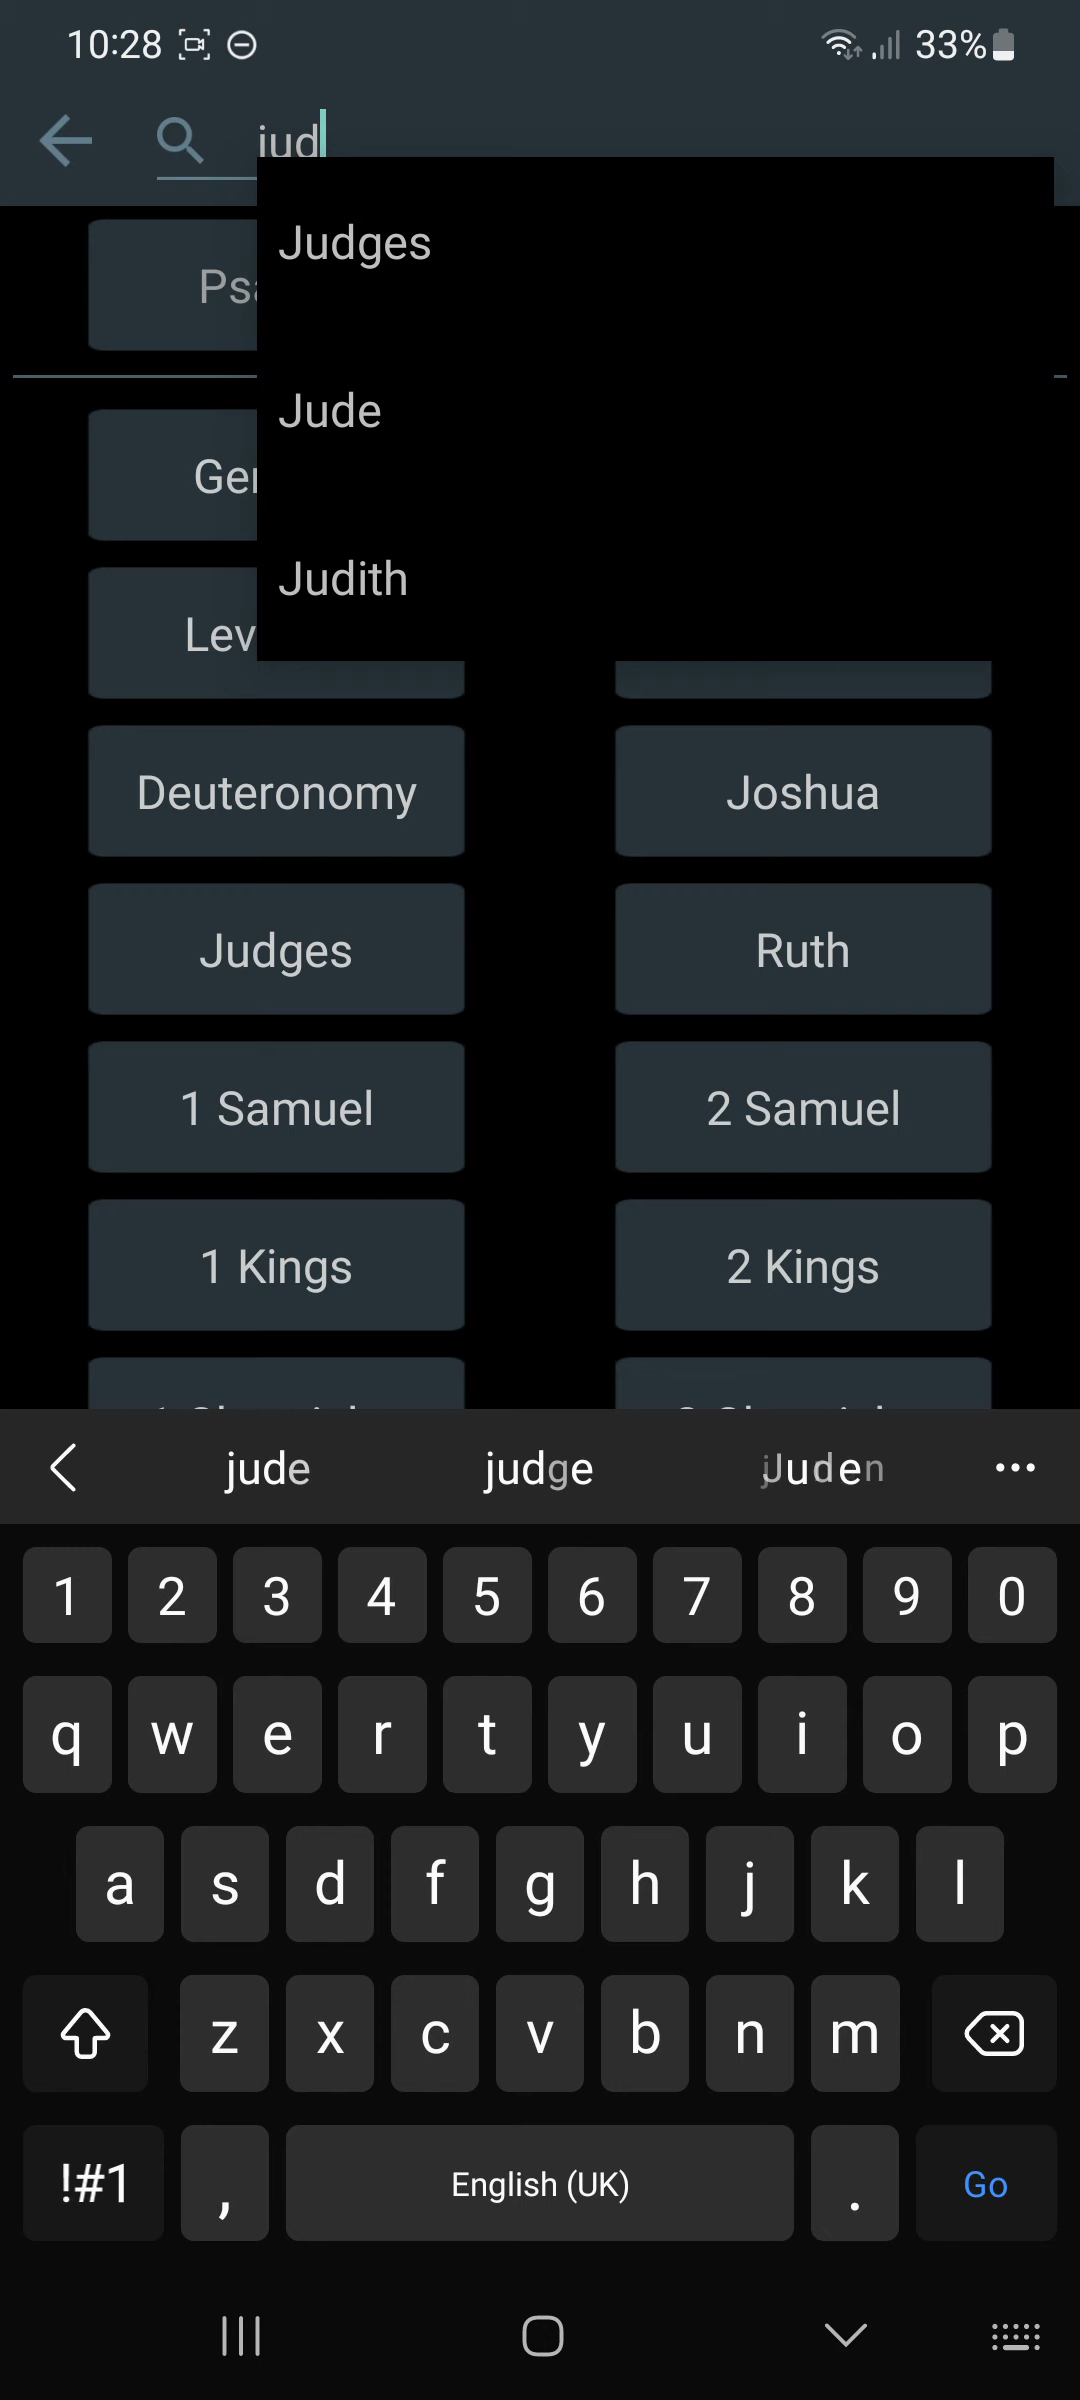 10:28
33%
jud
Judges
Jude
Judith
Deuteronomy
Joshua
Judges
Ruth
1 Samuel
2 Samuel
1 Kings
2 Kings
jude
judge
1 2 3 4 5 6 7 8 9 0
q w e r t y u i o p
a s d f g h j k l
z x c v b n m
!#1 , English (UK) . Go